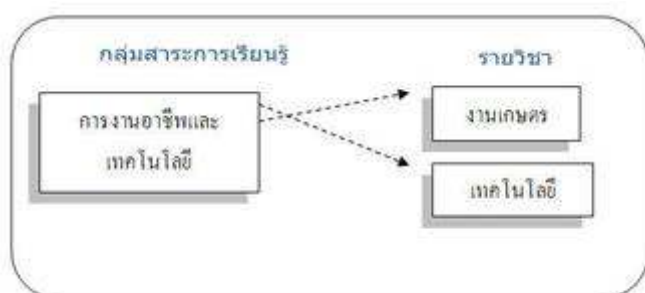 กลุ่มสาระการเรียนรู้
รายวิชา
การงานอาชีพและ
เทคโนโลยี
งานเกษตร
เทคโนโลยี